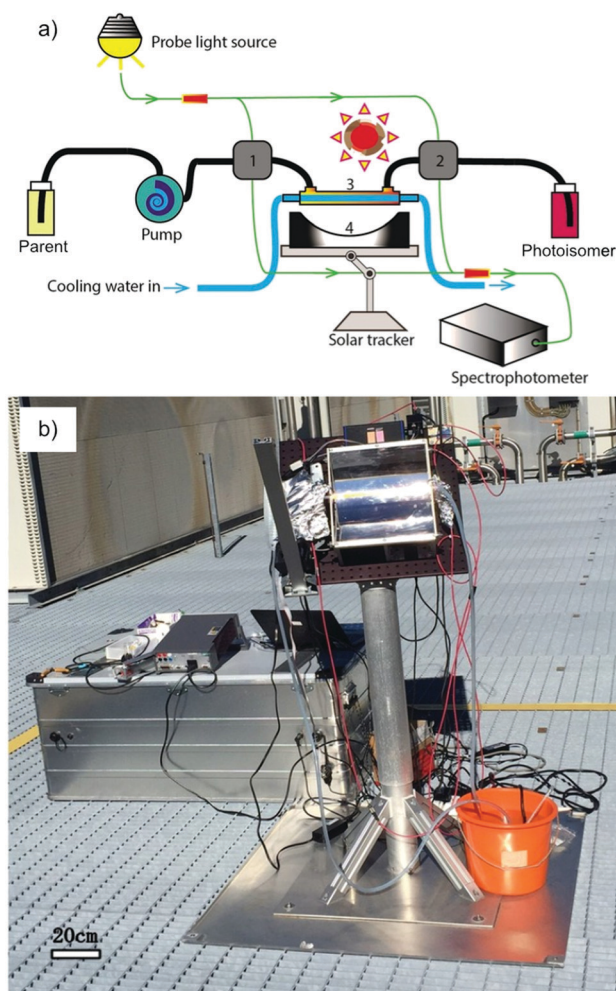 a)
Probe light source
1
2
3
4
Parent
Pump
Photoisomer
Cooling water in
Solar tracker
Spectrophotometer
b)
20cm